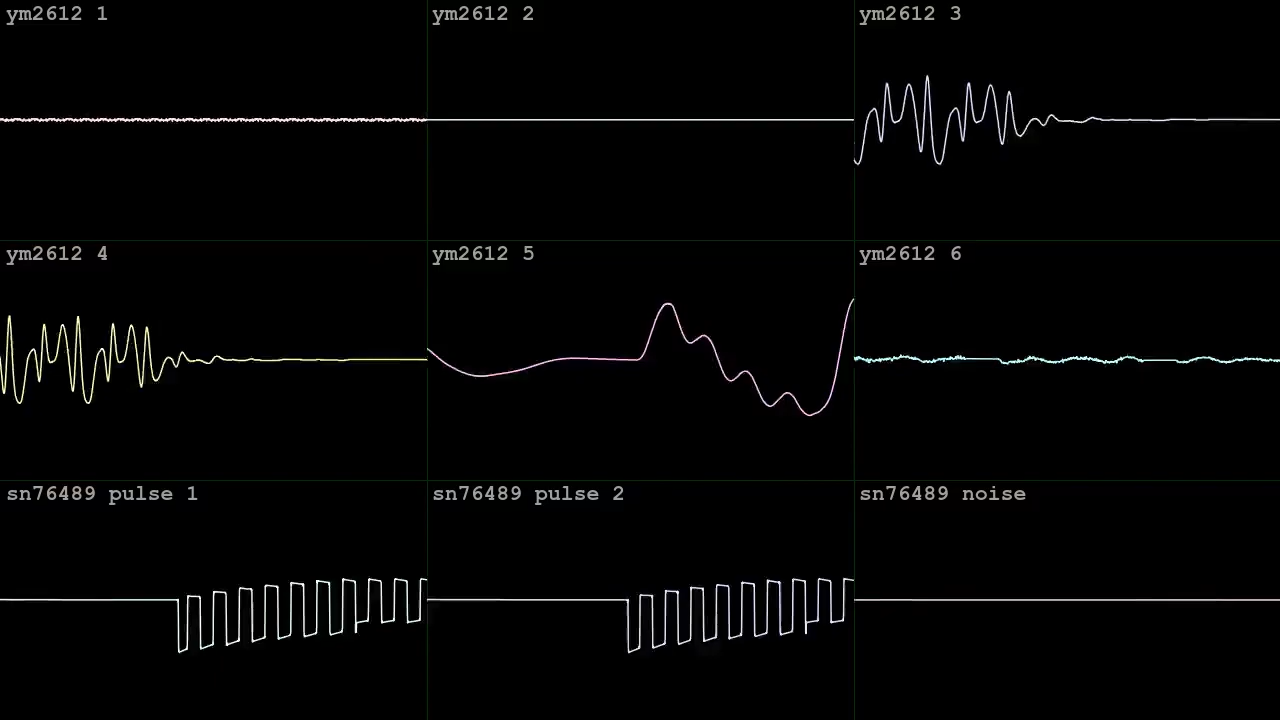 ym2612 1
ym2612 2
ym2612 3
ym2612 4
ym2612 5
ym2612 6
sn76489 pulse 1
sn76489 pulse 2
sn76489 noise